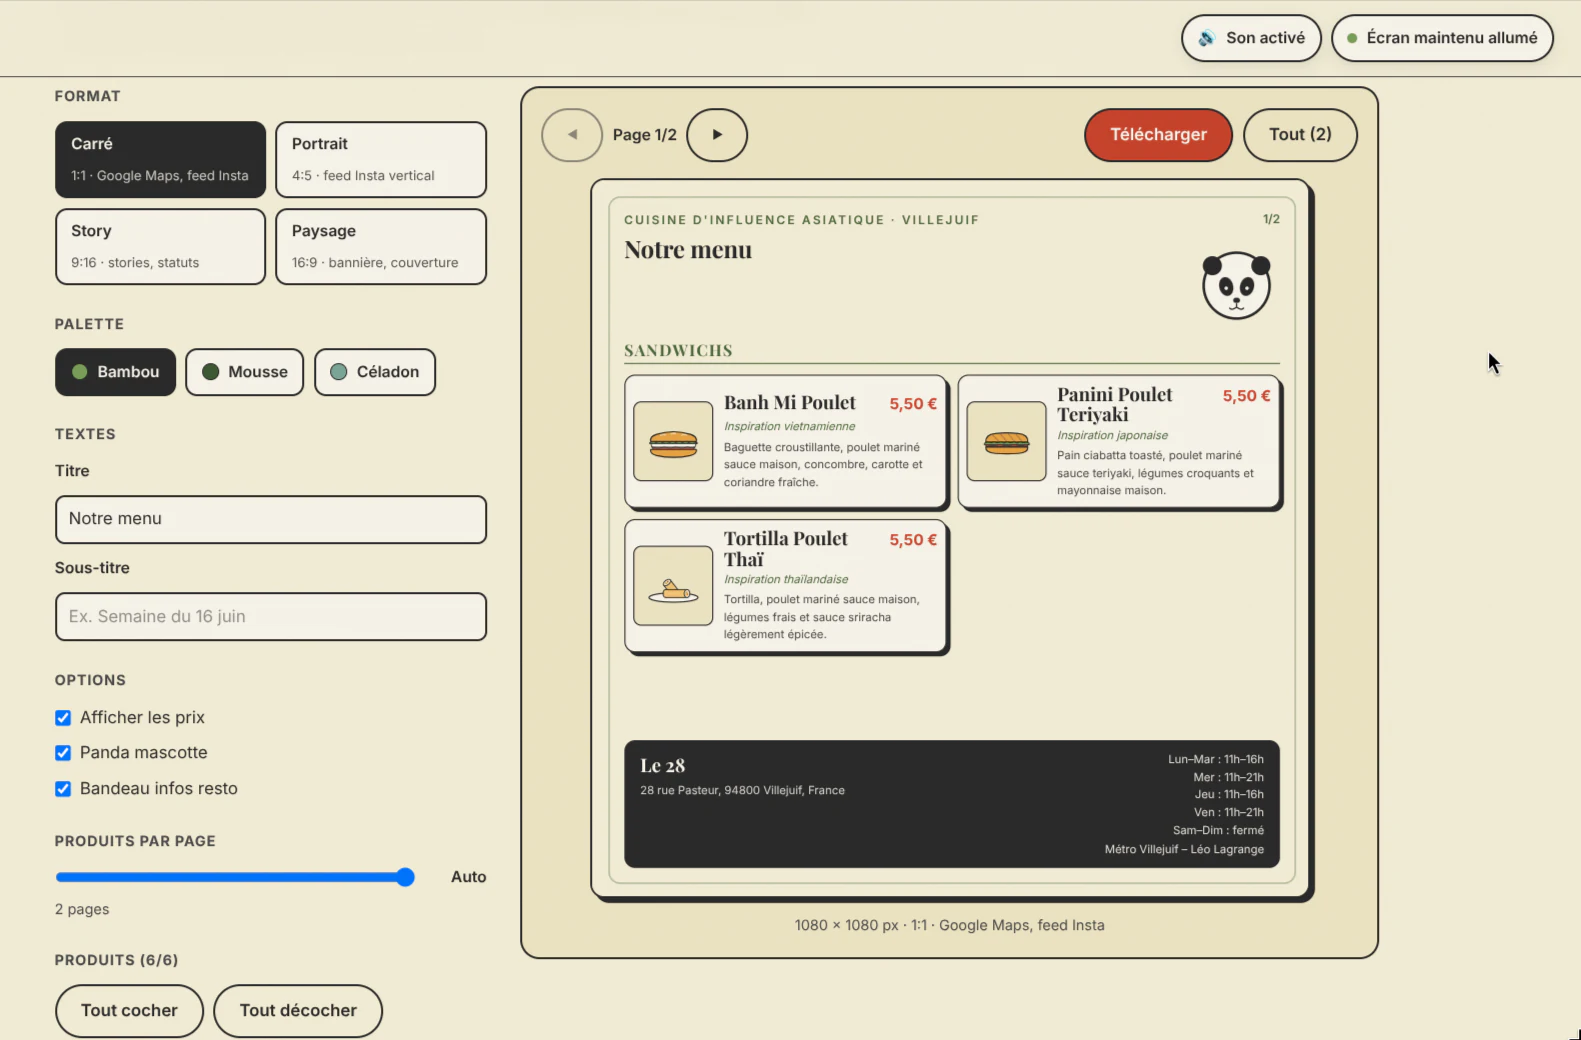 Son activé
Écran maintenu allumé
FORMAT
Carré
1:1 · Google Maps, feed Insta
Portrait
4:5 · feed Insta vertical
Story
9:16 · stories, statuts
Paysage
16:9 · bannière, couverture
PALETTE
Bambou
Mousse
Céladon
TEXTES
Titre
Notre menu
Sous-titre
Ex. Semaine du 16 juin
OPTIONS
Afficher les prix
Panda mascotte
Bandeau infos resto
PRODUITS PAR PAGE
Auto
2 pages
PRODUITS (6/6)
Tout cocher
Tout décocher
Page 1/2
Télécharger
Tout (2)
CUISINE D'INFLUENCE ASIATIQUE · VILLEJUIF
1/2
Notre menu
SANDWICHS
Banh Mi Poulet
5,50 €
Inspiration vietnamienne
Baguette croustillante, poulet mariné
sauce maison, concombre, carotte et
coriandre fraîche.
Panini Poulet
Teriyaki
5,50 €
Inspiration japonaise
Pain ciabatta toasté, poulet mariné
sauce teriyaki, légumes croquants et
mayonnaise maison.
Tortilla Poulet
Thaï
5,50 €
Inspiration thaïlandaise
Tortilla, poulet mariné sauce maison,
légumes frais et sauce sriracha
légèrement épicée.
Le 28
28 rue Pasteur, 94800 Villejuif, France
Lun–Mar : 11h–16h
Mer : 11h–21h
Jeu : 11h–16h
Ven : 11h–21h
Sam–Dim : fermé
Métro Villejuif – Léo Lagrange
1080 × 1080 px · 1:1 · Google Maps, feed Insta